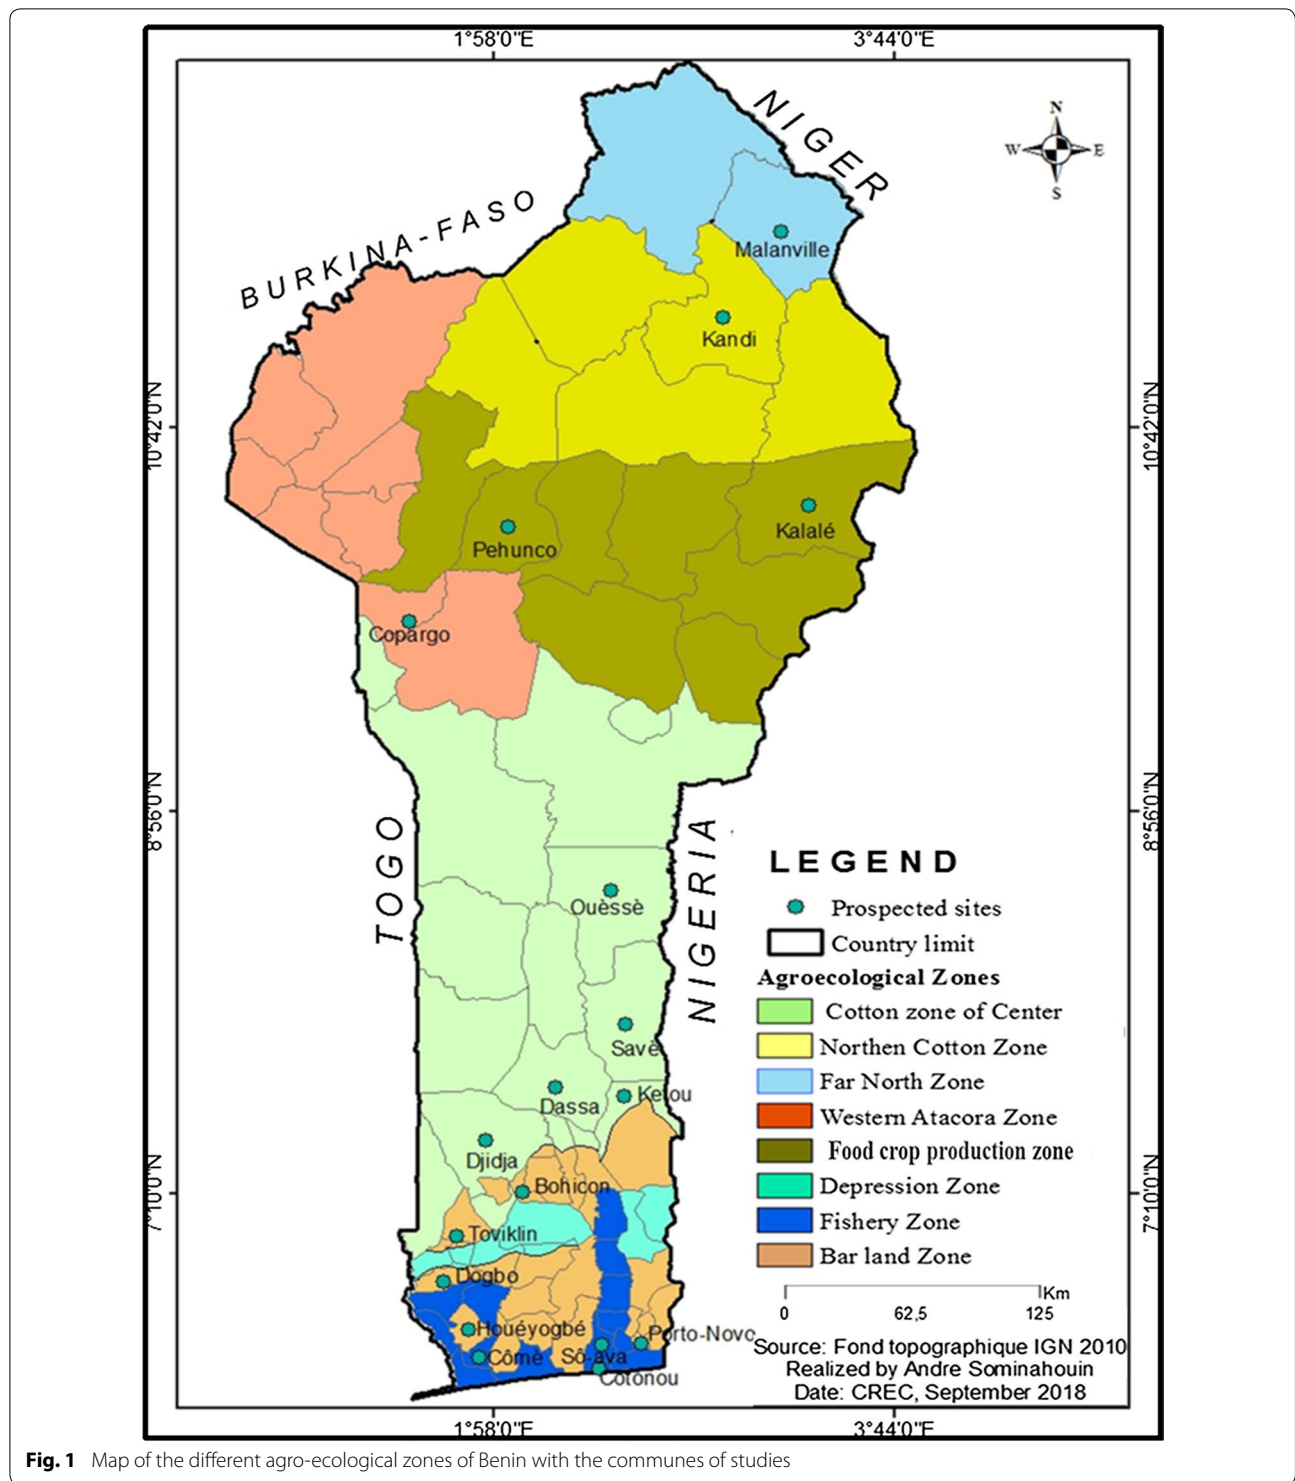 1°58'0"E 3°44'0"E
NIGER
N
W E
S
BURKINA-FASO
Malanville
Kandi
10°42'0"N 10°42'0"N
Kalalé
Pehunco
Copargo
8°56'0"N 8°56'0"N
TOGO
NIGERIA
LEGEND
Ouèssè
Prospected sites
Country limit
Agroecological Zones
Cotton zone of Center
Northen Cotton Zone
Savè
Far North Zone
Ketou
Dassa
Western Atacora Zone
Food crop production zone
Djidja
Bohicon
Depression Zone
7°10'0"N 7°10'0"N
Fishery Zone
Toviklin
Bar land Zone
Dogbo
Km
0 62,5 125
Houéyogbé
Porto-Novo
Source: Fond topographique IGN 2010
Cômè Sô-ava
Realized by Andre Sominahouin
Cotonou
Date: CREC, September 2018
1°58'0"E 3°44'0"E
Fig. 1 Map of the different agro-ecological zones of Benin with the communes of studies